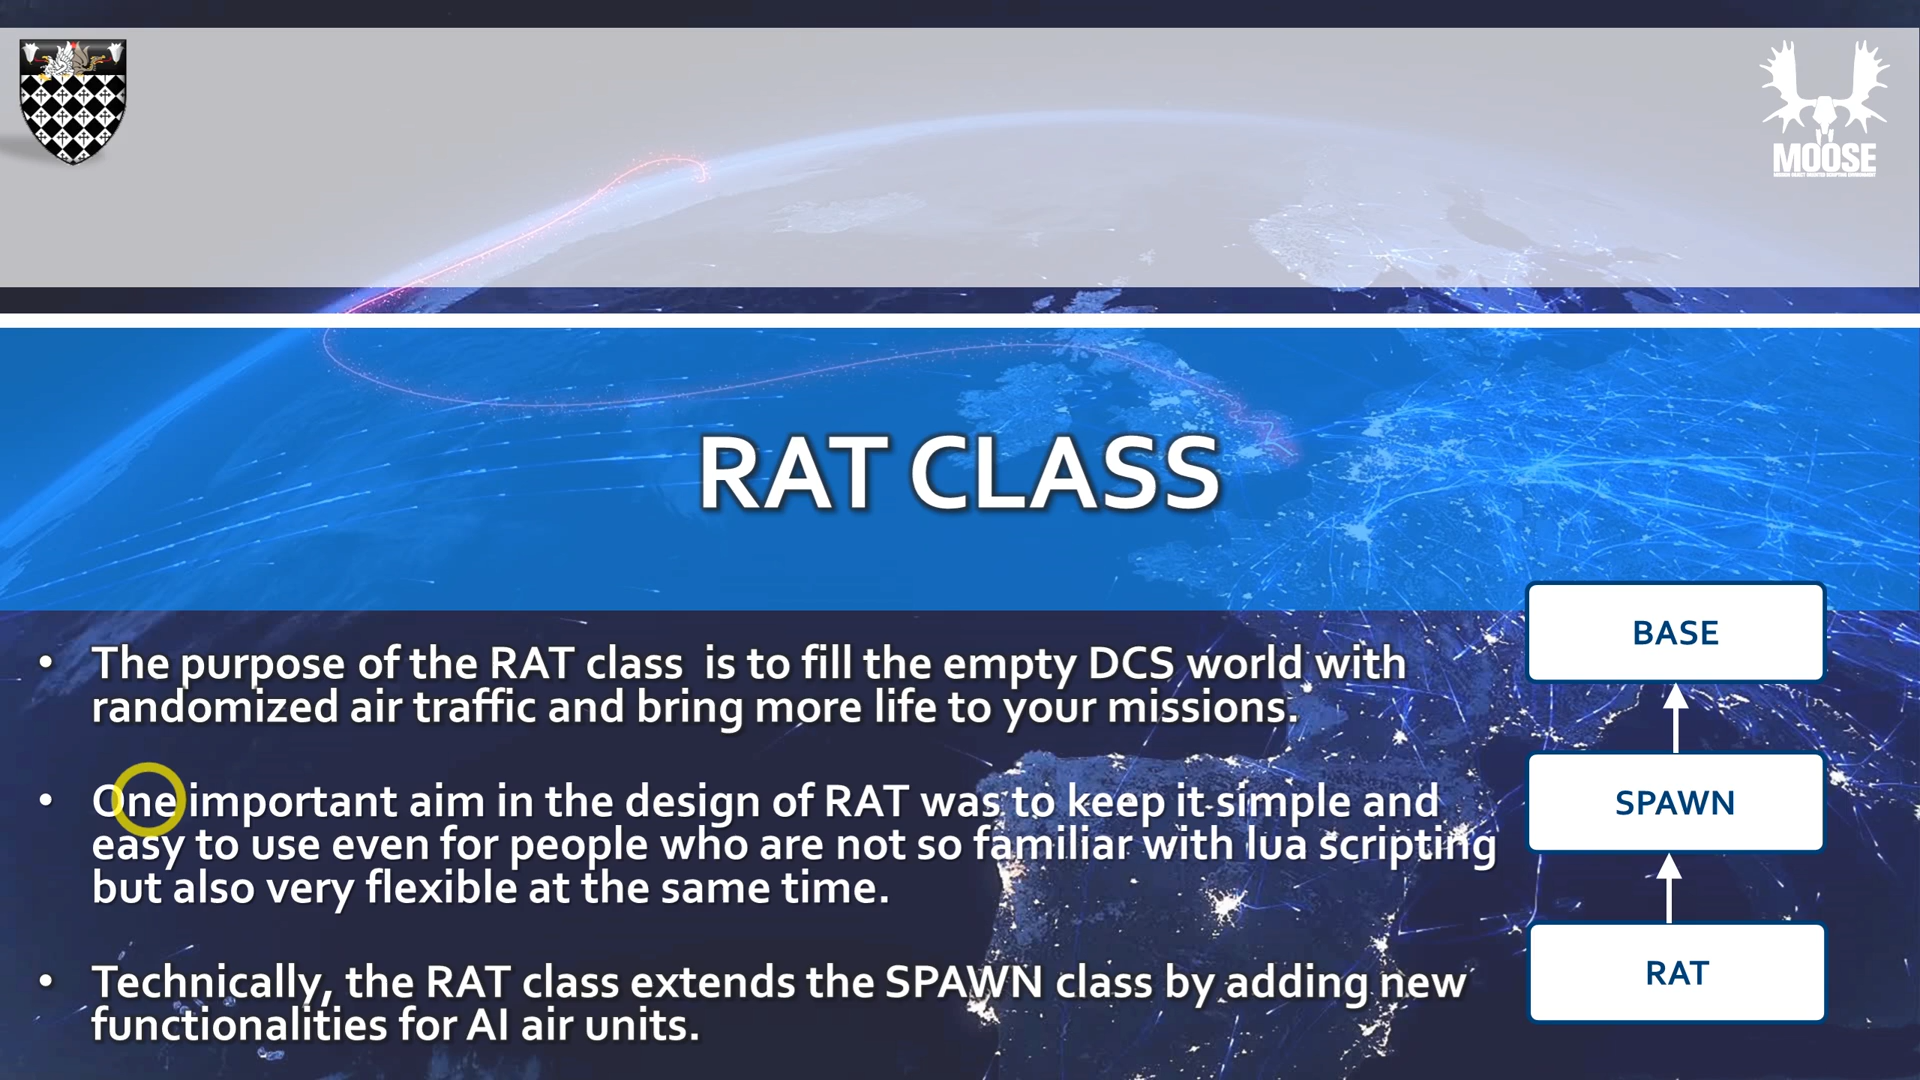 MOOSE
RAT CLASS
• The purpose of the RAT class is to fill the empty DCS world with
randomized air traffic and bring more life to your missions.
• One important aim in the design of RAT was to keep it simple and
easy to use even for people who are not so familiar with lua scripting
but also very flexible at the same time.
• Technically, the RAT class extends the SPAWN class by adding new
functionalities for AI air units.
BASE
SPAWN
RAT